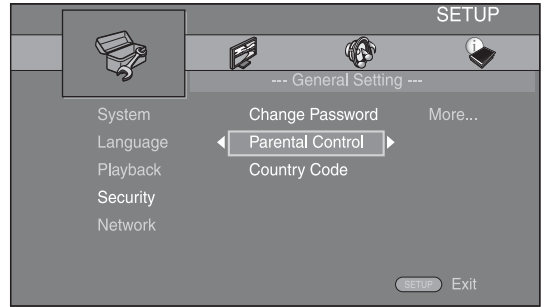 SETUP
--- General Setting ---
System
Change Password
More...
Language
Parental Control
Playback
Country Code
Security
Network
SETUP Exit